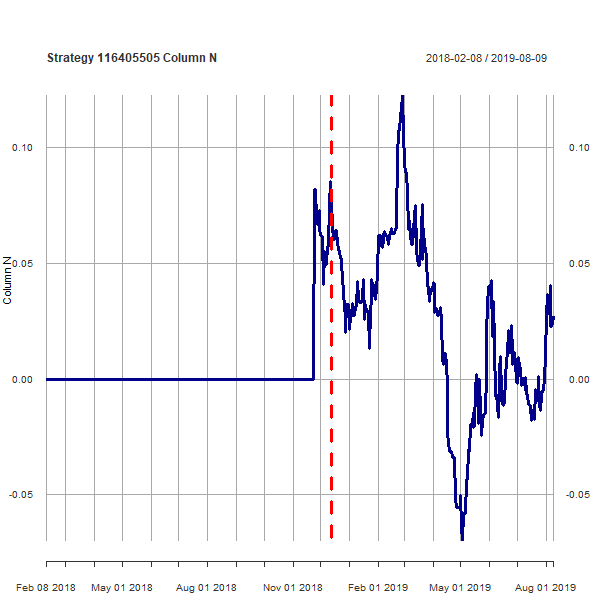 Strategy 116405505 Column N
2018-02-08 / 2019-08-09
0.10
0.10
0.05
0.05
Column N
0.00
0.00
-0.05
-0.05
Feb 08 2018
May 01 2018
Aug 01 2018
Nov 01 2018
Feb 01 2019
May 01 2019
Aug 01 2019